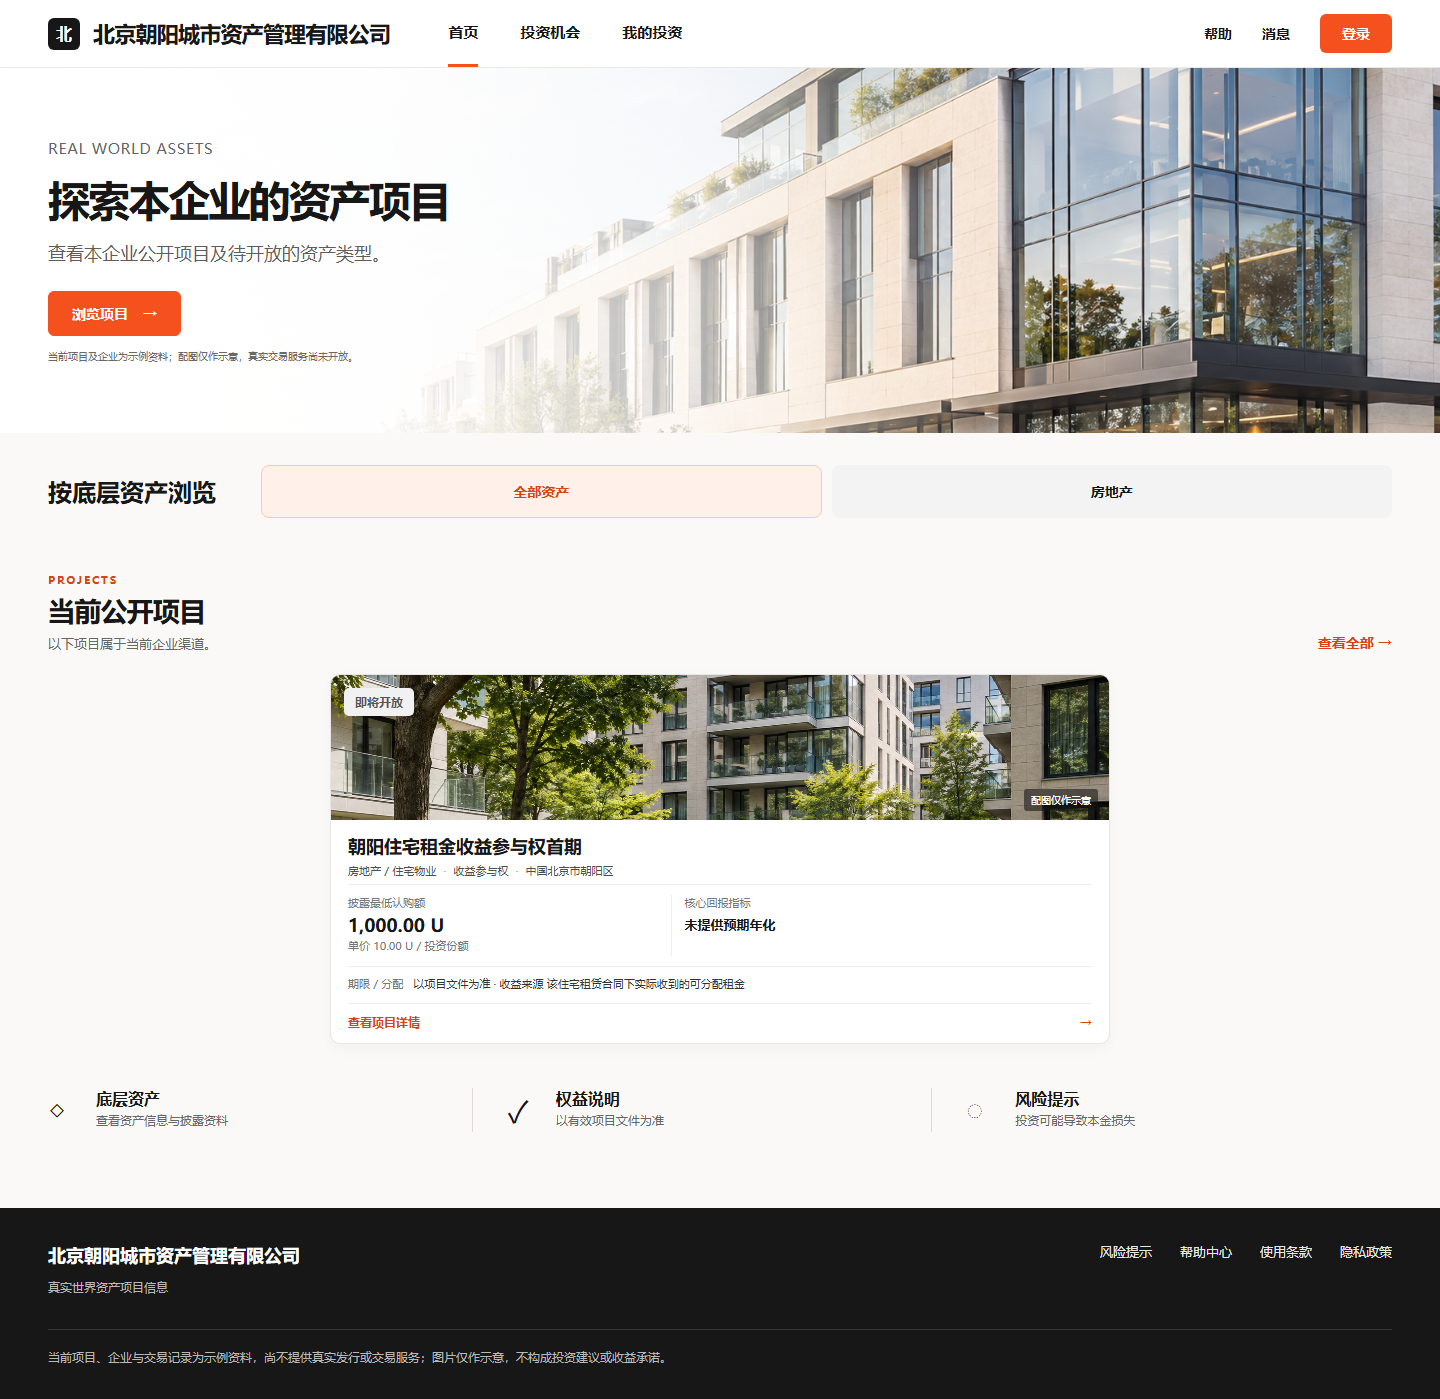 北 北京朝阳城市资产管理有限公司 首页 投资机会 我的投资 帮助 消息 登录
REAL WORLD ASSETS
探索本企业的资产项目
查看本企业公开项目及待开放的资产类型。
浏览项目 →
当前项目及企业为示例资料；配图仅作示意，真实交易服务尚未开放。
按底层资产浏览 全部资产 房地产
PROJECTS
当前公开项目
以下项目属于当前企业渠道。
查看全部 →
即将开放
配图仅作示意
朝阳住宅租金收益参与权首期
房地产 / 住宅物业 · 收益参与权 · 中国北京市朝阳区
披露最低认购额 核心回报指标
1,000.00 U 未提供预期年化
单价 10.00 U / 投资份额
期限 / 分配 以项目文件为准 · 收益来源 该住宅租赁合同下实际收到的可分配租金
查看项目详情 →
底层资产 权益说明 风险提示
查看资产信息与披露资料 以有效项目文件为准 投资可能导致本金损失
北京朝阳城市资产管理有限公司 风险提示 帮助中心 使用条款 隐私政策
真实世界资产项目信息
当前项目、企业与交易记录为示例资料，尚不提供真实发行或交易服务；图片仅作示意，不构成投资建议或收益承诺。